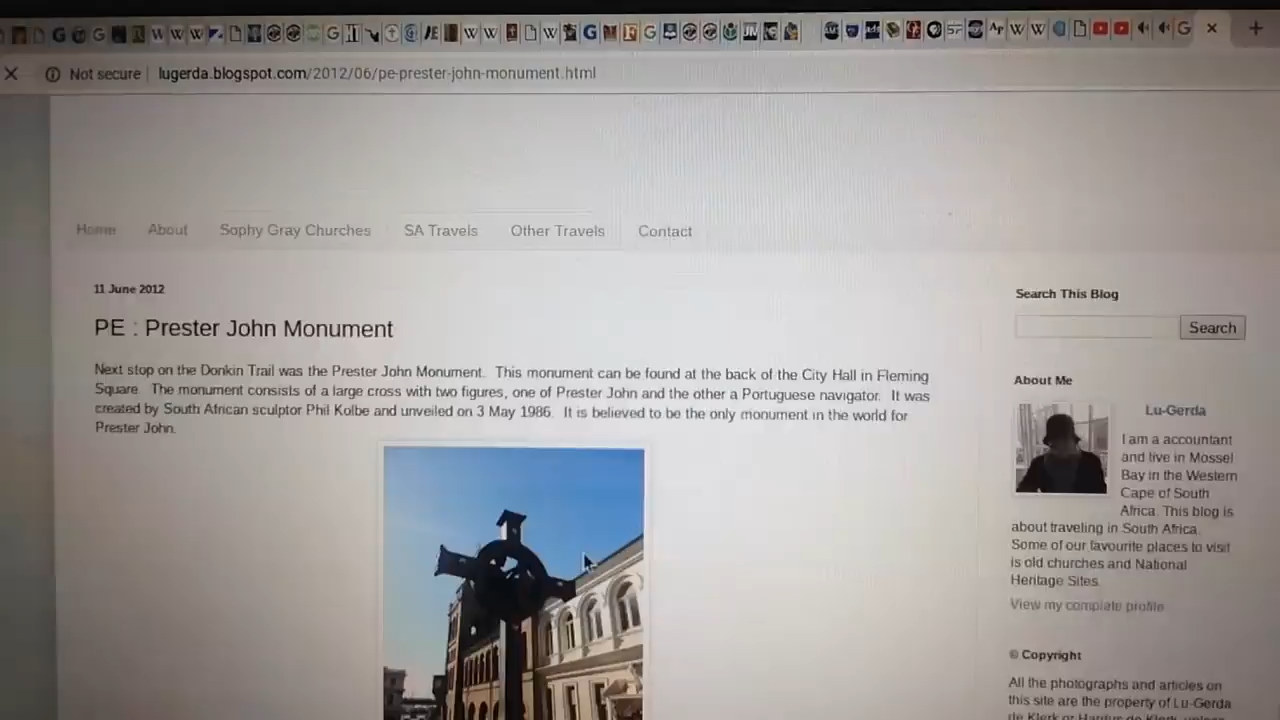 Not secure
lugerda.blogspot.com/2012/06/pe-prester-john-monument.html
Home About Sophy Gray Churches SA Travels Other Travels Contact
11 June 2012
PE : Prester John Monument
Next stop on the Donkin Trail was the Prester John Monument. This monument can be found at the back of the City Hall in Fleming
Square. The monument consists of a large cross with two figures, one of Prester John and the other a Portuguese navigator. It was
created by South African sculptor Phil Kolbe and unveiled on 3 May 1986. It is believed to be the only monument in the world for
Prester John.
Search This Blog
Search
About Me
Lu-Gerda
I am a accountant
and live in Mossel
Bay in the Western
Cape of South
Africa. This blog is
about traveling in South Africa.
Some of our favourite places to visit
is old churches and National
Heritage Sites.
View my complete profile
© Copyright
All the photographs and articles on
this site are the property of Lu-Gerda